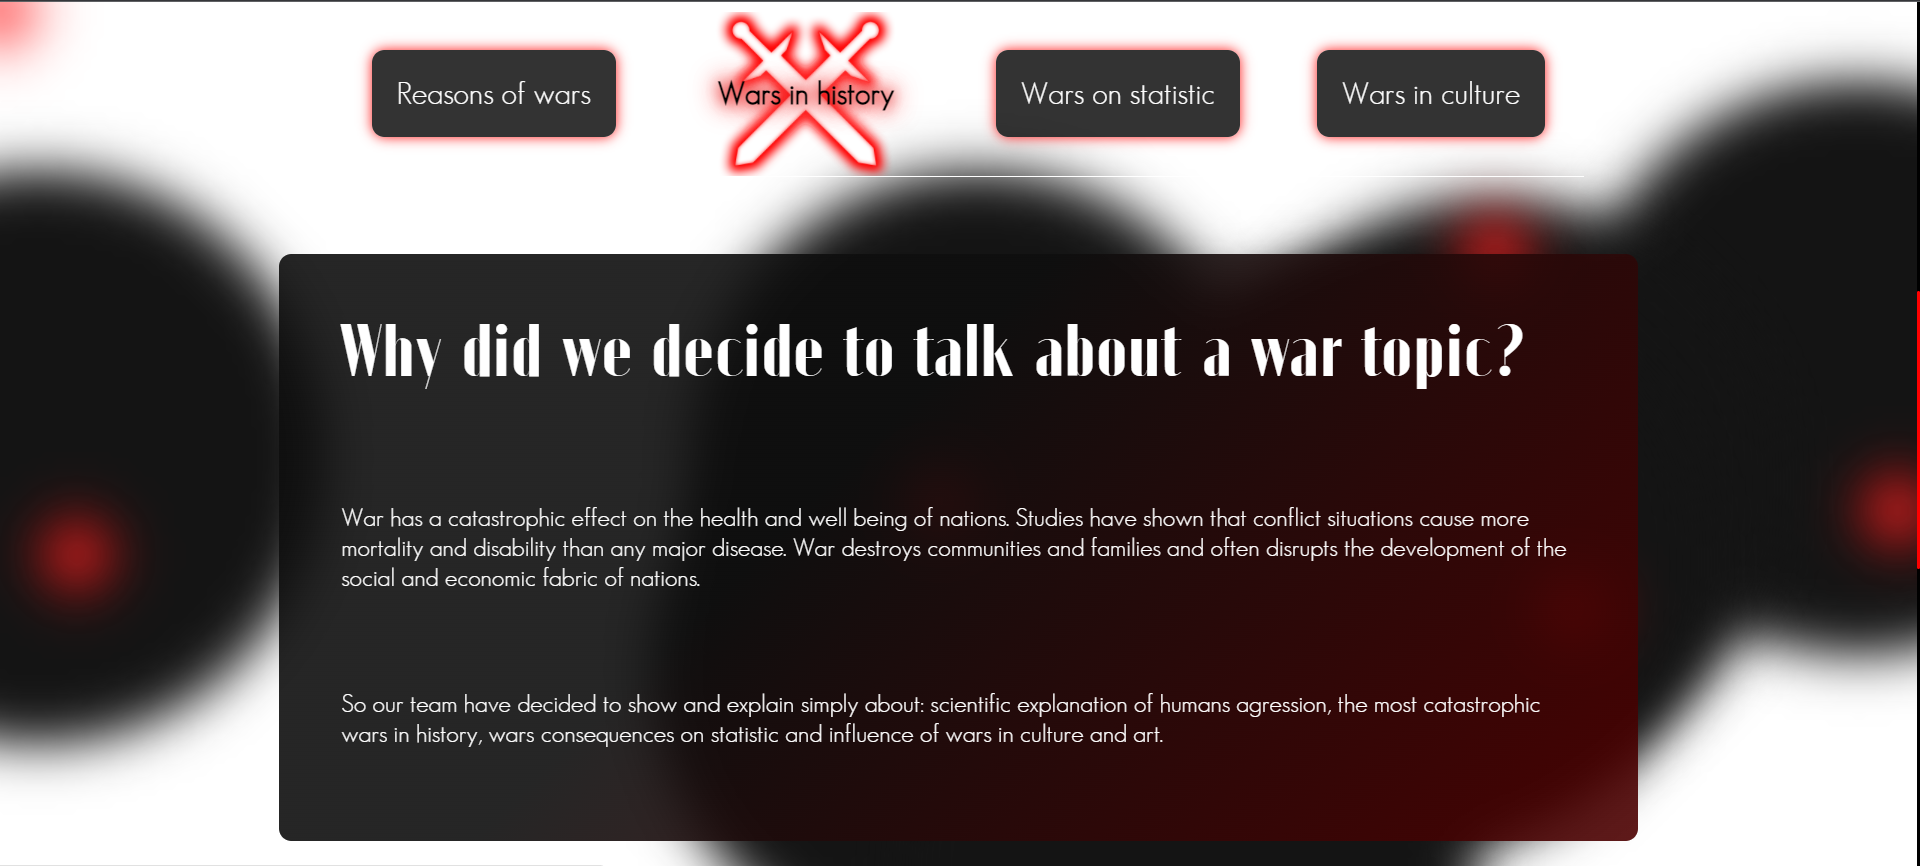 Reasons of wars
Wars in history
Wars on statistic
Wars in culture
Why did we decide to talk about a war topic?
War has a catastrophic effect on the health and well being of nations. Studies have shown that conflict situations cause more
mortality and disability than any major disease. War destroys communities and families and often disrupts the development of the
social and economic fabric of nations.
So our team have decided to show and explain simply about: scientific explanation of humans agression, the most catastrophic
wars in history, wars consequences on statistic and influence of wars in culture and art.